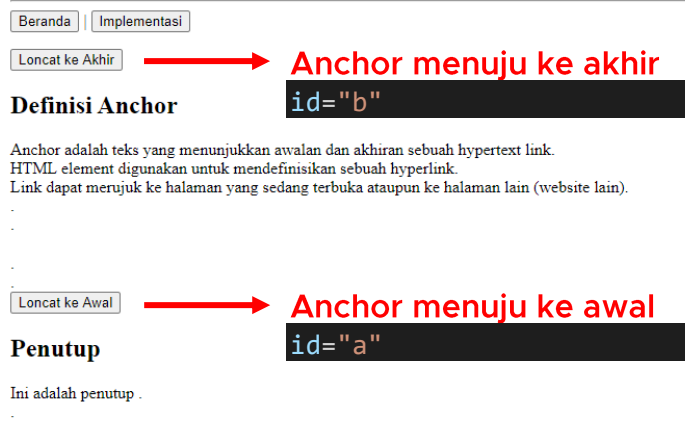 Beranda | Implementasi
Loncat ke Akhir
Anchor menuju ke akhir
id="b"
Definisi Anchor
Anchor adalah teks yang menunjukkan awalan dan akhiran sebuah hypertext link.
HTML element digunakan untuk mendefinisikan sebuah hyperlink.
Link dapat merujuk ke halaman yang sedang terbuka ataupun ke halaman lain (website lain).
.
.
.
.
Loncat ke Awal
Anchor menuju ke awal
id="a"
Penutup
Ini adalah penutup .
.